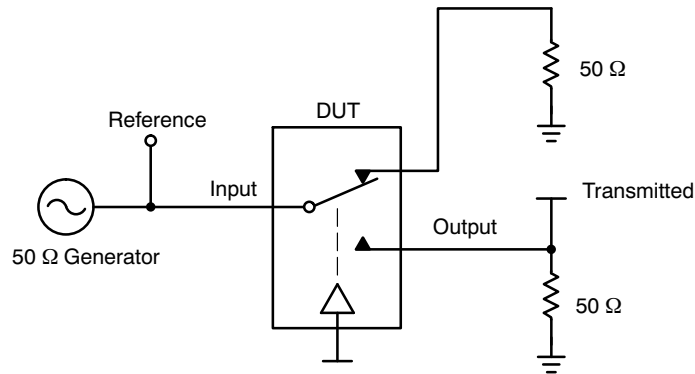 50 Ω
DUT
Reference
Input
Transmitted
Output
50 Ω Generator
50 Ω